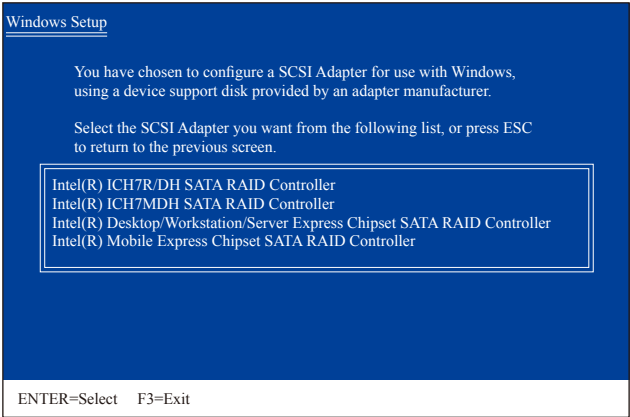 Windows Setup
You have chosen to configure a SCSI Adapter for use with Windows,
using a device support disk provided by an adapter manufacturer.
Select the SCSI Adapter you want from the following list, or press ESC
to return to the previous screen.
Intel(R) ICH7R/DH SATA RAID Controller
Intel(R) ICH7MDH SATA RAID Controller
Intel(R) Desktop/Workstation/Server Express Chipset SATA RAID Controller
Intel(R) Mobile Express Chipset SATA RAID Controller
ENTER=Select F3=Exit